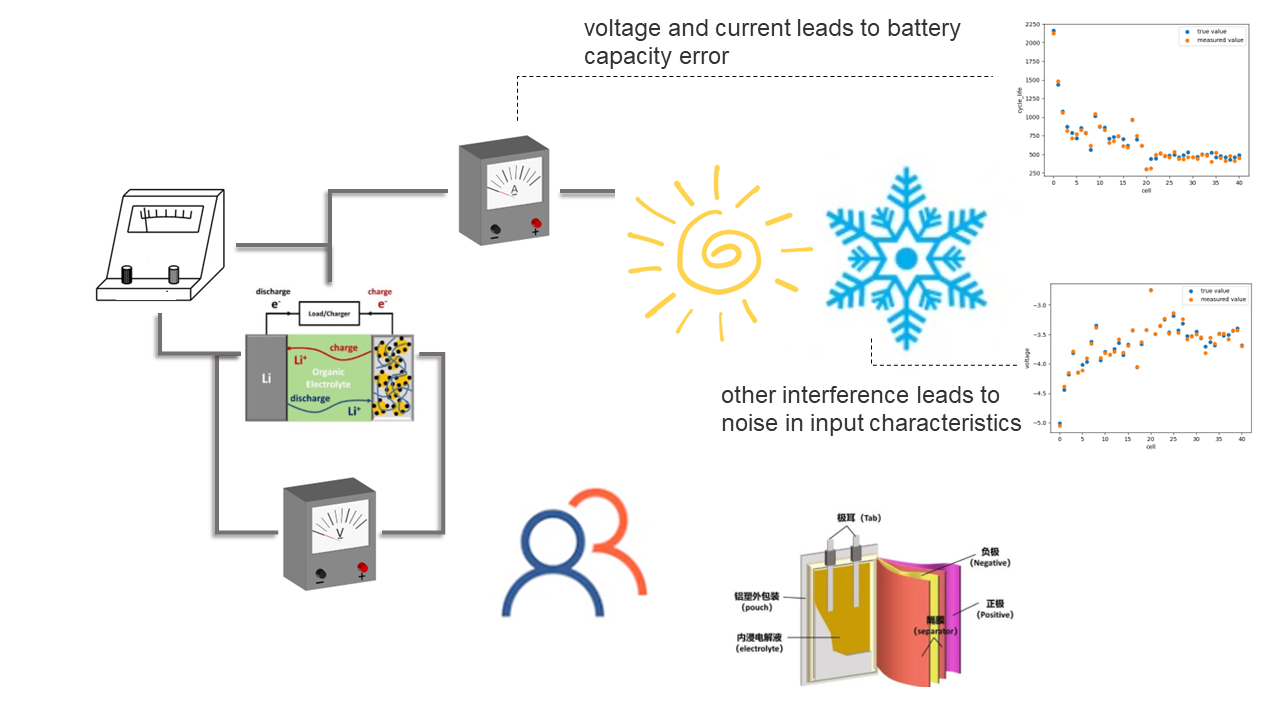 voltage and current leads to battery
capacity error
2250
2000
1750
1500
1250
1000
750
500
250
cycle_life
true value
measured value
0 5 10 15 20 25 30 35 40
cell
A
− +
discharge
e-
charge
e-
Load/Charger
Li
charge
Li+
Organic
Electrolyte
discharge
Li+
−3.0
−3.5
−4.0
−4.5
−5.0
voltage
true value
measured value
0 5 10 15 20 25 30 35 40
cell
other interference leads to
noise in input characteristics
V
− +
极耳（Tab）
负极
（Negative）
铝塑外包装
（pouch）
正极
（Positive）
隔膜
（separator）
内浸电解液
（electrolyte）